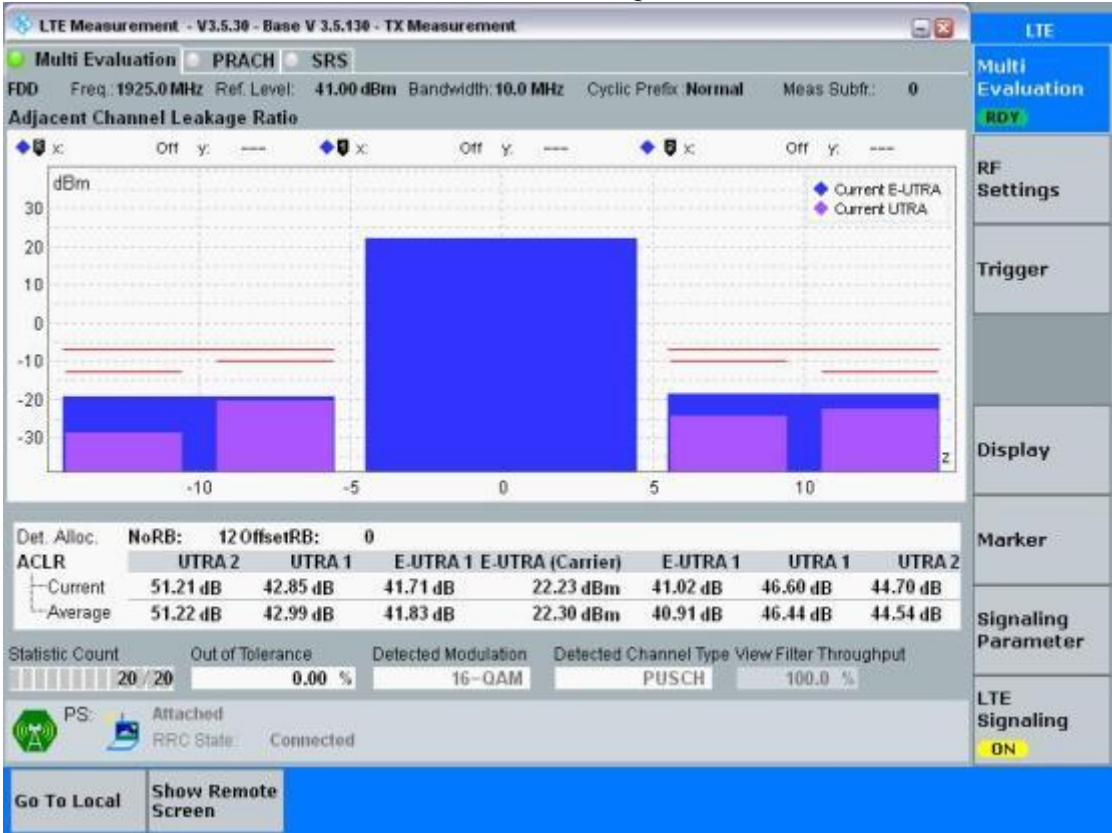 LTE Measurement - V3.5.30 - Base V 3.5.130 - TX Measurement
LTE
Multi Evaluation PRACH SRS
Multi Evaluation
RDY
FDD Freq.: 1925.0 MHz Ref. Level: 41.00 dBm Bandwidth: 10.0 MHz Cyclic Prefix: Normal Meas Subfr.: 0
Adjacent Channel Leakage Ratio
x: Off y: --- x: Off y: --- x: Off y: ---
dBm
Current E-UTRA
Current UTRA
30
20
10
0
-10
-20
-30
z
-10 -5 0 5 10
RF Settings
Trigger
Display
Marker
Signaling Parameter
LTE Signaling
ON
Det. Alloc. NoRB: 12 OffsetRB: 0
ACLR UTRA 2 UTRA 1 E-UTRA 1 E-UTRA (Carrier) E-UTRA 1 UTRA 1 UTRA 2
Current 51.21 dB 42.85 dB 41.71 dB 22.23 dBm 41.02 dB 46.60 dB 44.70 dB
Average 51.22 dB 42.99 dB 41.83 dB 22.30 dBm 40.91 dB 46.44 dB 44.54 dB
Statistic Count Out of Tolerance Detected Modulation Detected Channel Type View Filter Throughput
20 / 20 0.00 % 16-QAM PUSCH 100.0 %
PS: Attached
RRC State: Connected
Go To Local
Show Remote Screen